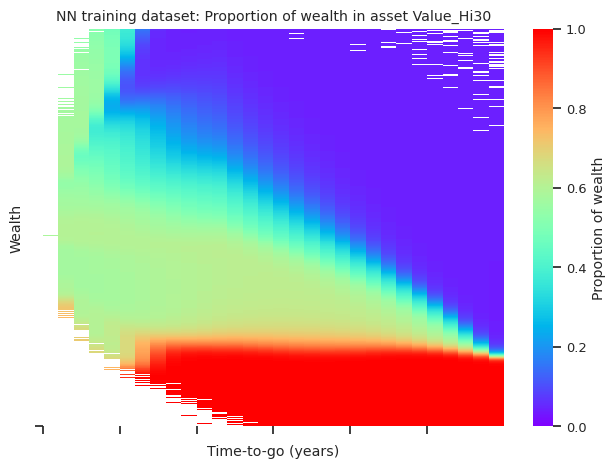 NN training dataset: Proportion of wealth in asset Value_Hi30
Wealth
Time-to-go (years)
1.0
0.8
0.6
0.4
0.2
0.0
Proportion of wealth